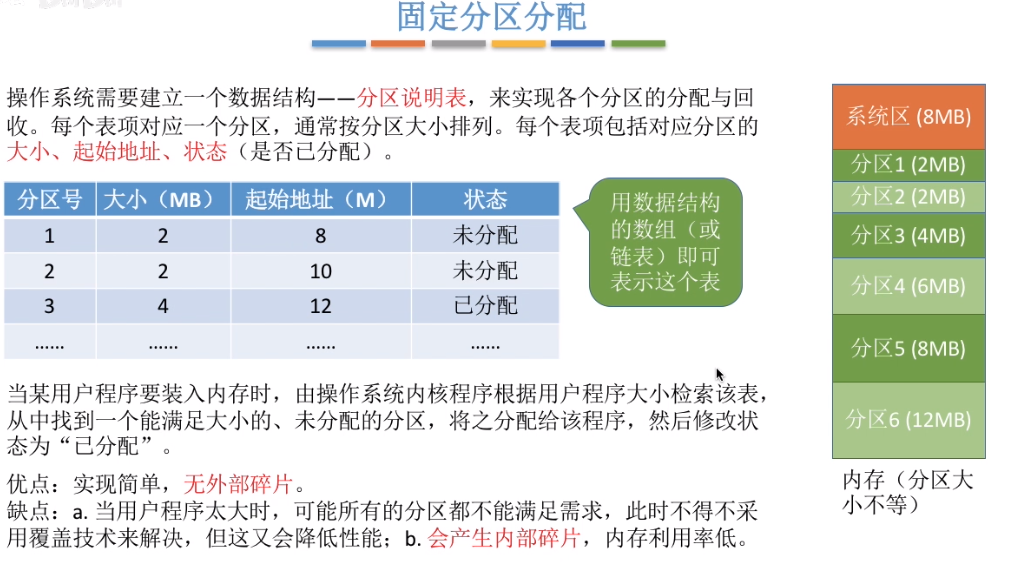 固定分区分配
操作系统需要建立一个数据结构——分区说明表，来实现各个分区的分配与回
收。每个表项对应一个分区，通常按分区大小排列。每个表项包括对应分区的
大小、起始地址、状态（是否已分配）。
分区号 大小（MB） 起始地址（M） 状态
1 2 8 未分配
2 2 10 未分配
3 4 12 已分配
…… …… …… ……
用数据结构
的数组（或
链表）即可
表示这个表
当某用户程序要装入内存时，由操作系统内核程序根据用户程序大小检索该表，
从中找到一个能满足大小的、未分配的分区，将之分配给该程序，然后修改状
态为“已分配”。
优点：实现简单，无外部碎片。
缺点：a. 当用户程序太大时，可能所有的分区都不能满足需求，此时不得不采
用覆盖技术来解决，但这又会降低性能；b. 会产生内部碎片，内存利用率低。
系统区 (8MB)
分区1 (2MB)
分区2 (2MB)
分区3 (4MB)
分区4 (6MB)
分区5 (8MB)
分区6 (12MB)
内存（分区大
小不等）